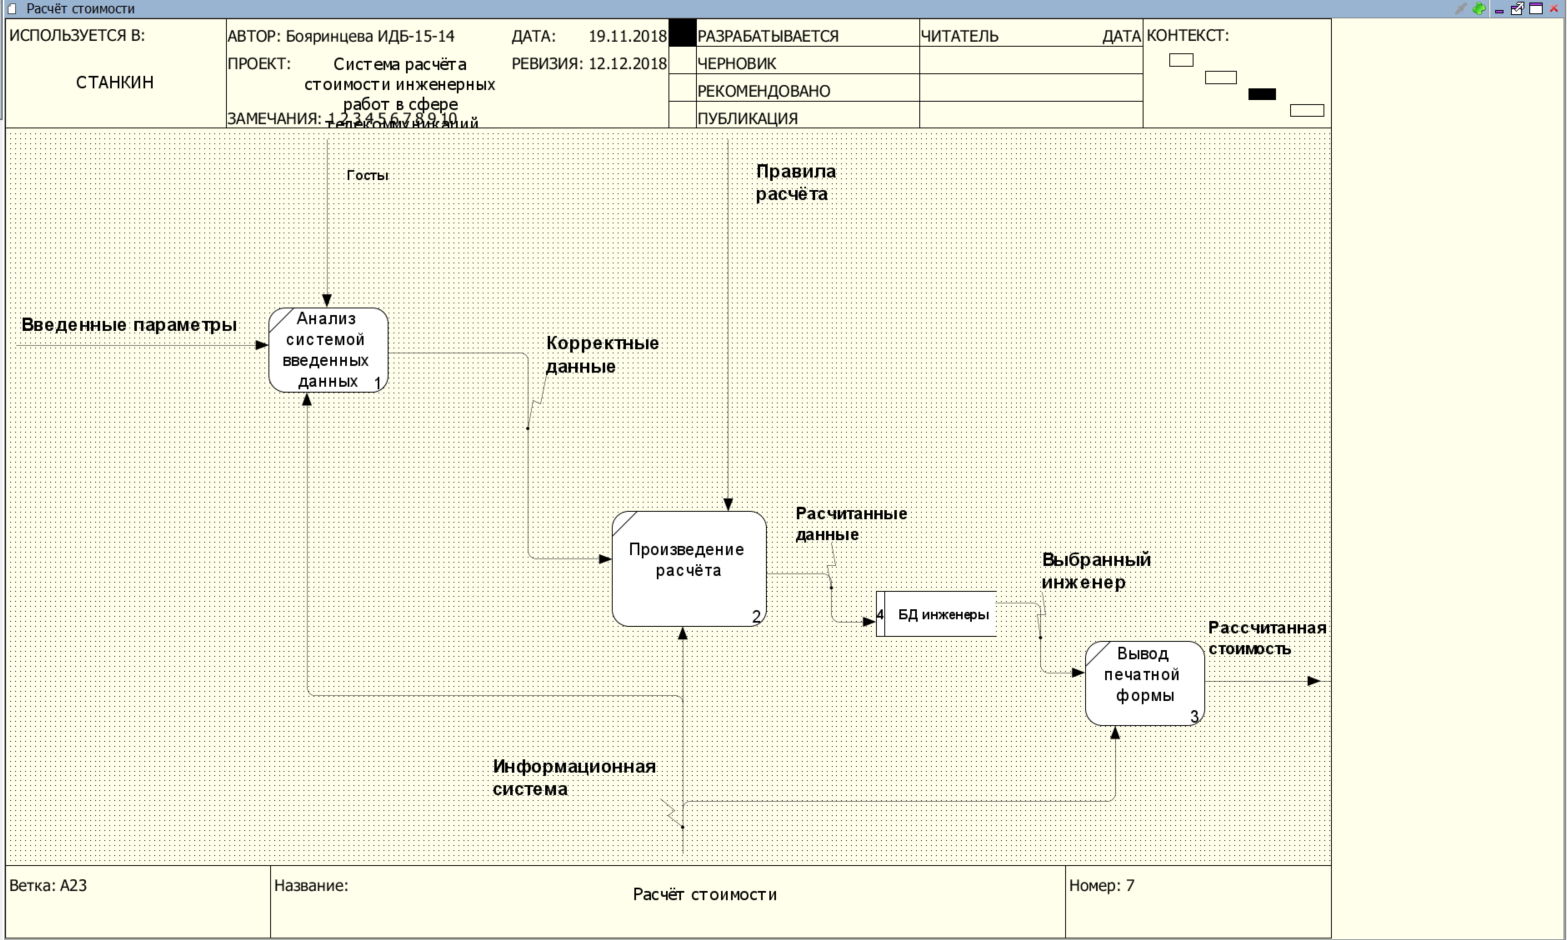 Расчёт стоимости
ИСПОЛЬЗУЕТСЯ В:
СТАНКИН
АВТОР: Бояринцева ИДБ-15-14
ДАТА: 19.11.2018
ПРОЕКТ:
Система расчёта
стоимости инженерных
работ в сфере
телекоммуникаций
РЕВИЗИЯ: 12.12.2018
ЗАМЕЧАНИЯ: 1 2 3 4 5 6 7 8 9 10
РАЗРАБАТЫВАЕТСЯ
ЧЕРНОВИК
РЕКОМЕНДОВАНО
ПУБЛИКАЦИЯ
ЧИТАТЕЛЬ
ДАТА
КОНТЕКСТ:
Госты
Правила
расчёта
Введенные параметры
Анализ
системой
введенных
данных
1
Корректные
данные
Произведение
расчёта
2
Расчитанные
данные
4
БД инженеры
Выбранный
инженер
Вывод
печатной
формы
3
Рассчитанная
стоимость
Информационная
система
Ветка: A23
Название:
Расчёт стоимости
Номер: 7